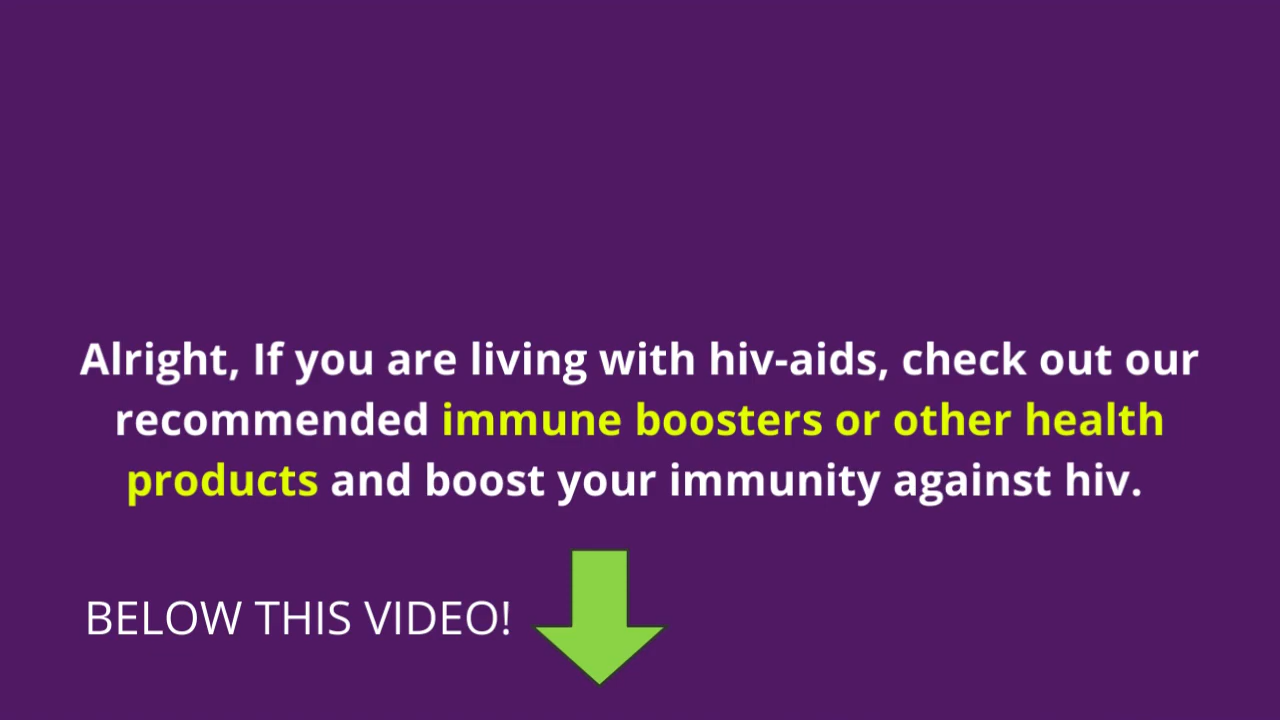 Alright, If you are living with hiv-aids, check out our
recommended immune boosters or other health
products and boost your immunity against hiv.
BELOW THIS VIDEO!